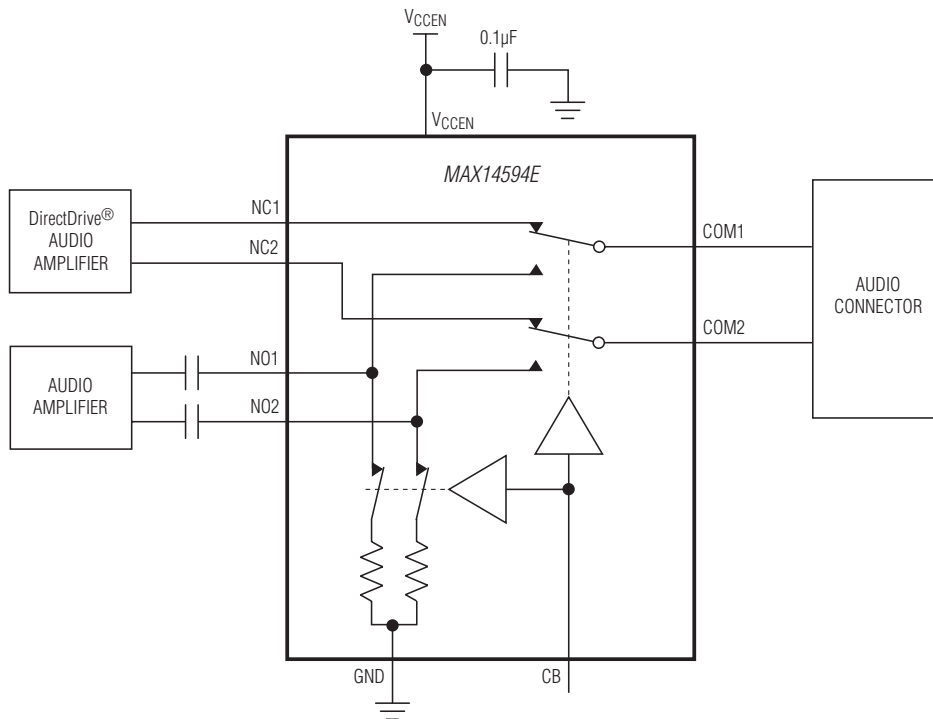 VCCEN
0.1µF
VCCEN
MAX14594E
DirectDrive®
AUDIO
AMPLIFIER
NC1
NC2
COM1
COM2
AUDIO
CONNECTOR
AUDIO
AMPLIFIER
NO1
NO2
GND
CB